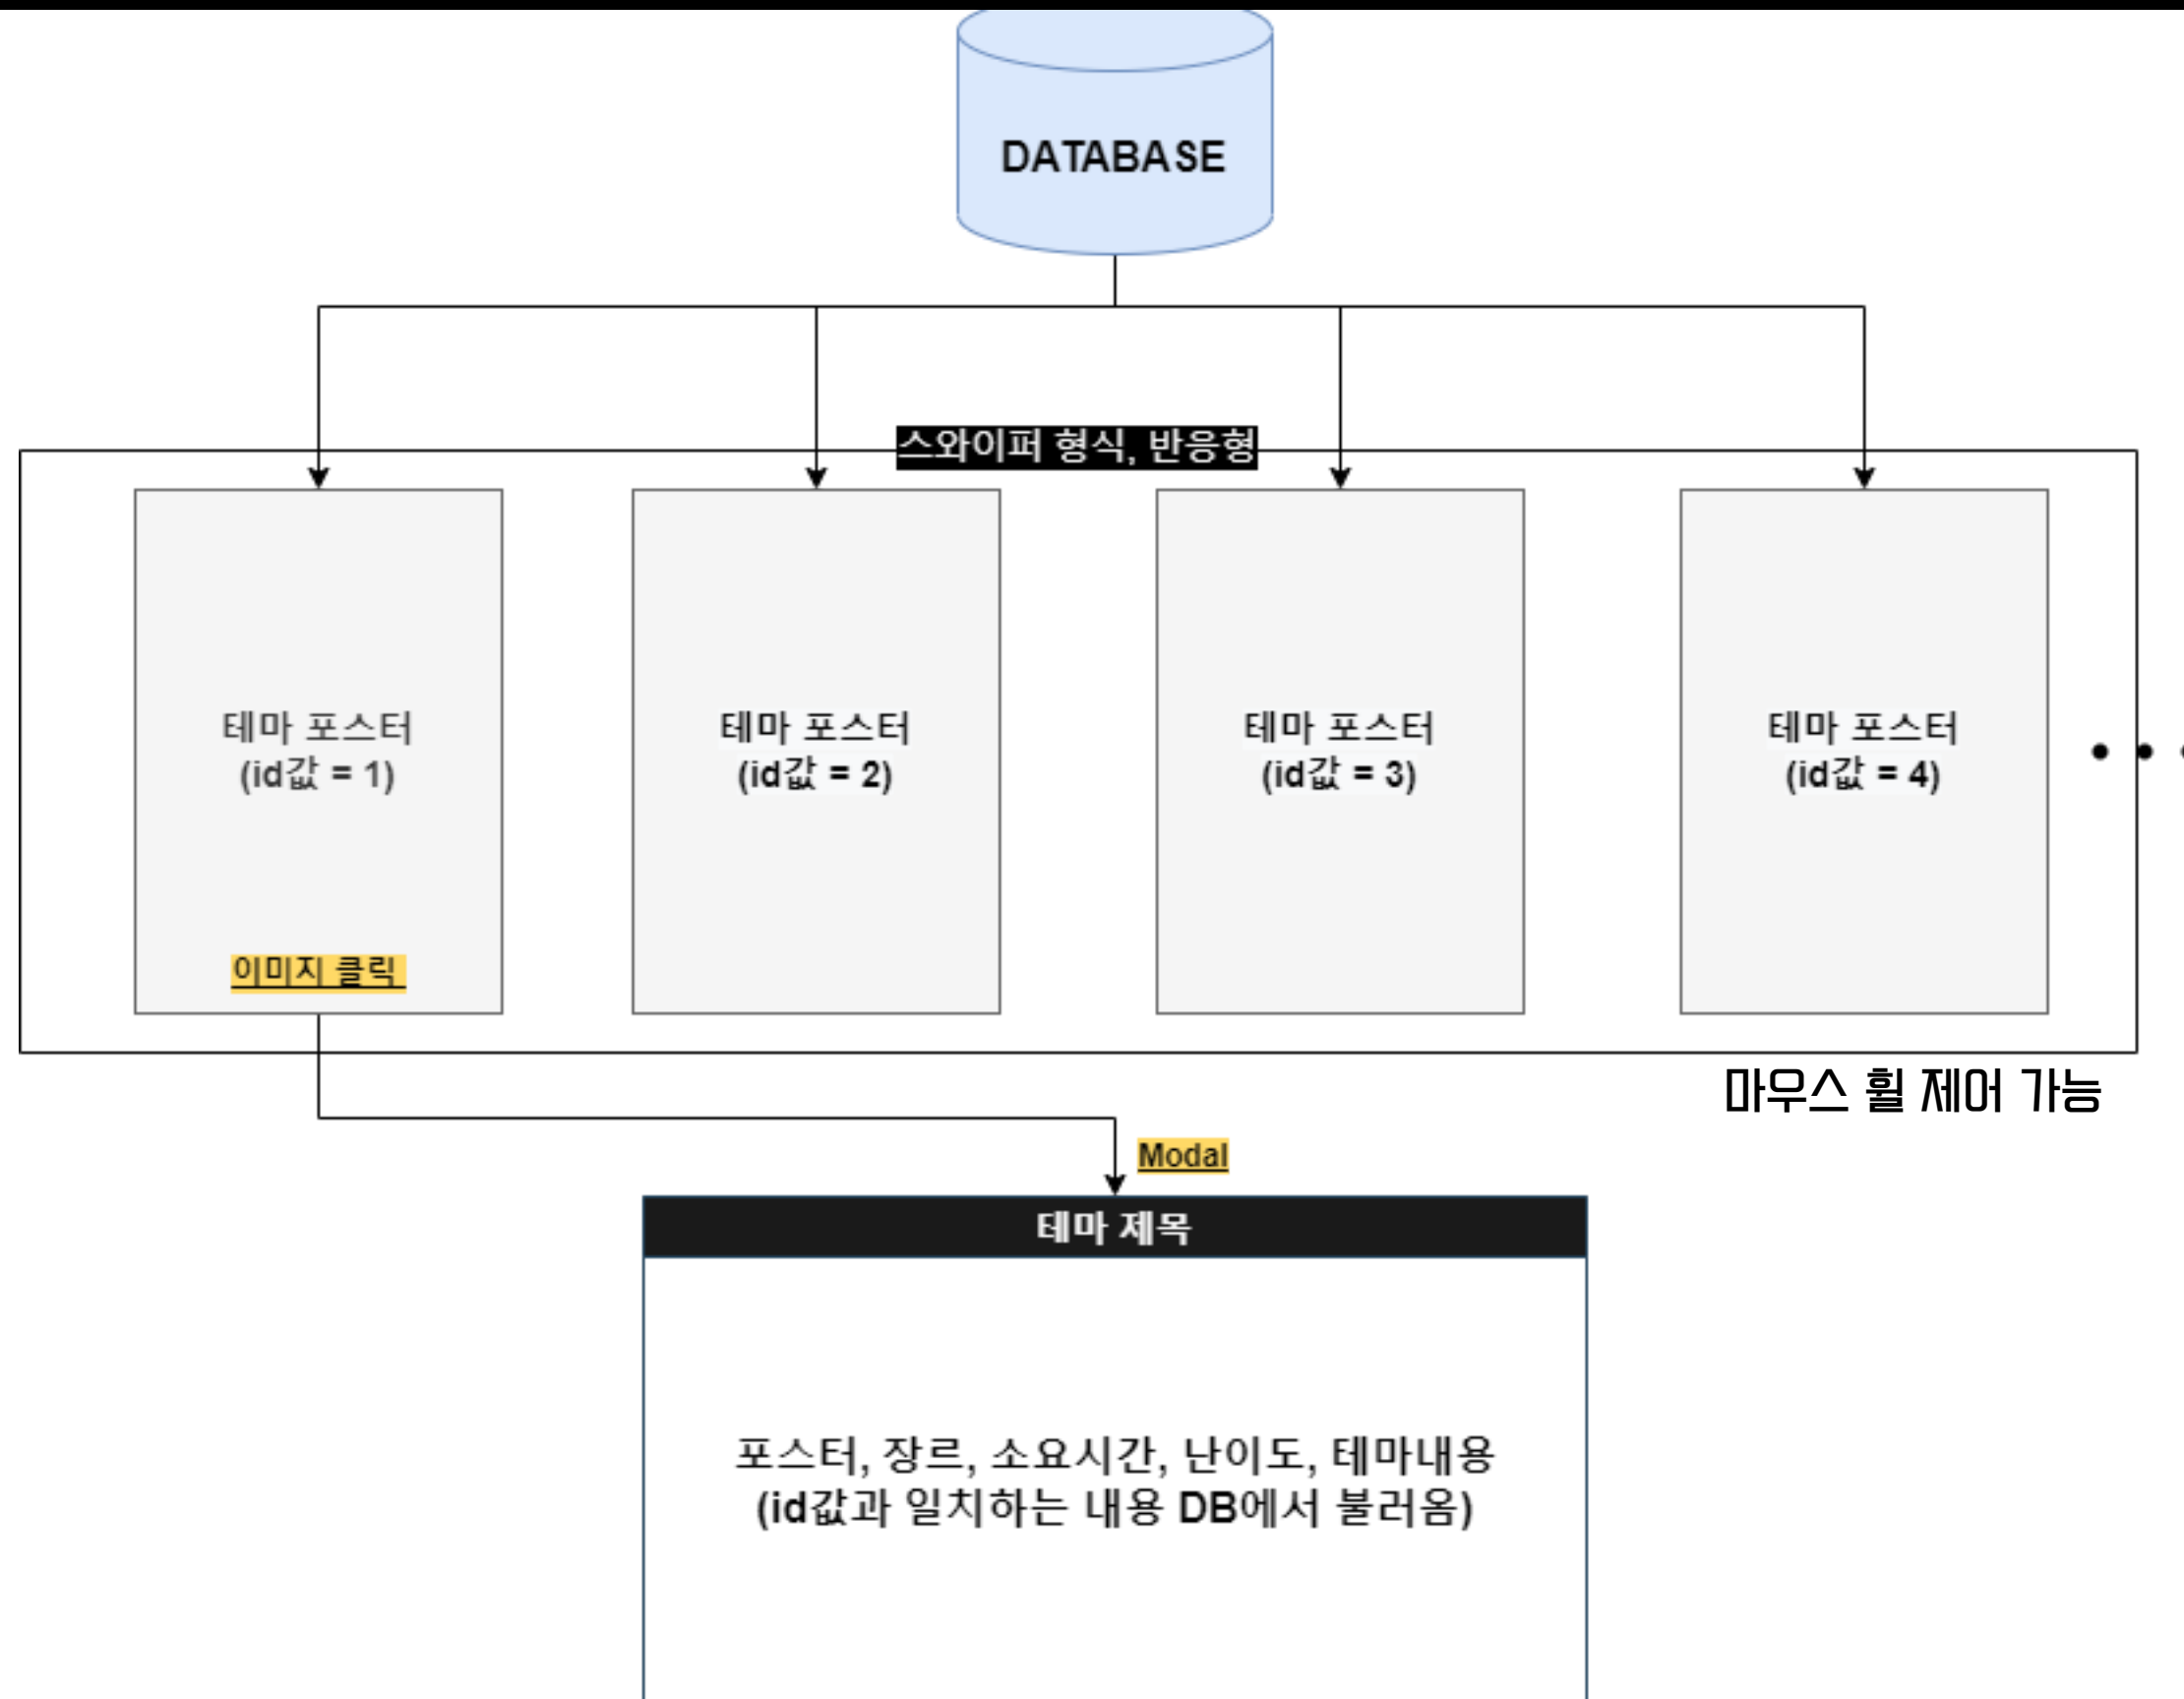 DATABASE
스와이퍼 형식, 반응형
테마 포스터
(id값 = 1)
이미지 클릭
테마 포스터
(id값 = 2)
테마 포스터
(id값 = 3)
테마 포스터
(id값 = 4)
마우스 휠 제어 가능
Modal
테마 제목
포스터, 장르, 소요시간, 난이도, 테마내용
(id값과 일치하는 내용 DB에서 불러옴)